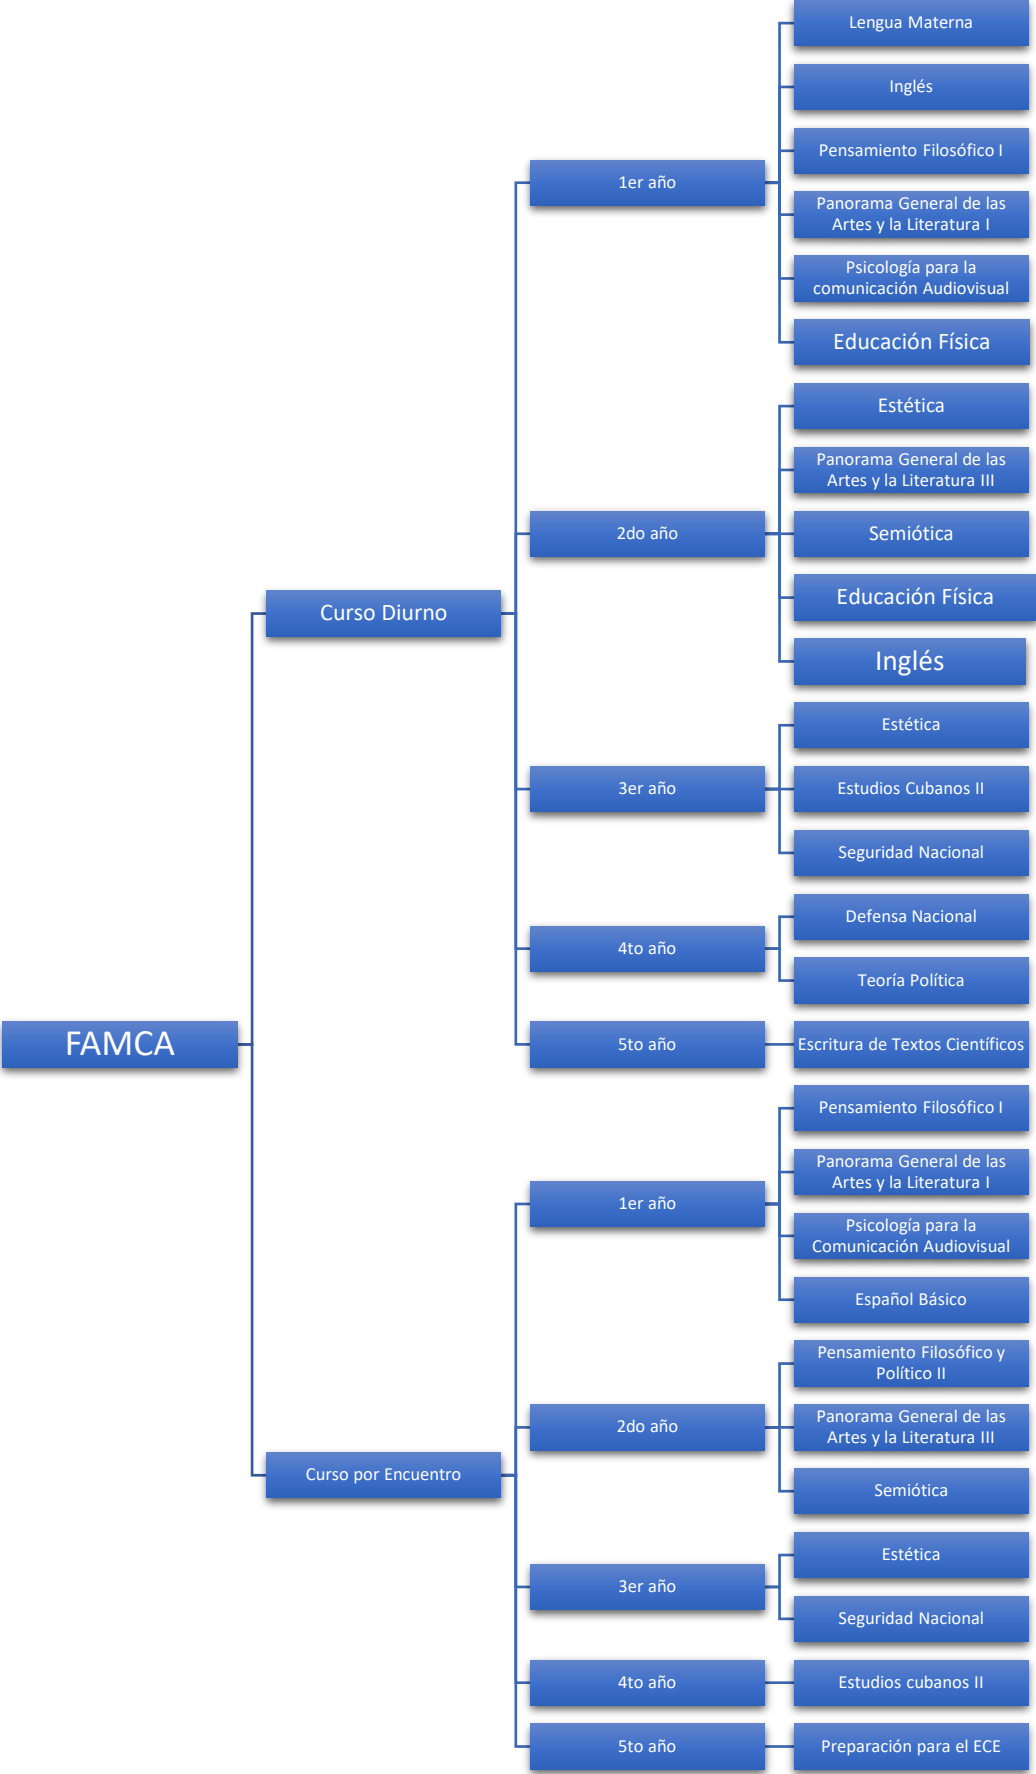 FAMCA
Curso Diurno
1er año
Lengua Materna
Inglés
Pensamiento Filosófico I
Panorama General de las
Artes y la Literatura I
Psicología para la
comunicación Audiovisual
Educación Física
2do año
Estética
Panorama General de las
Artes y la Literatura III
Semiótica
Educación Física
Inglés
3er año
Estética
Estudios Cubanos II
Seguridad Nacional
4to año
Defensa Nacional
Teoría Política
5to año
Escritura de Textos Científicos
Curso por Encuentro
1er año
Pensamiento Filosófico I
Panorama General de las
Artes y la Literatura I
Psicología para la
Comunicación Audiovisual
Español Básico
2do año
Pensamiento Filosófico y
Político II
Panorama General de las
Artes y la Literatura III
Semiótica
3er año
Estética
Seguridad Nacional
4to año
Estudios cubanos II
5to año
Preparación para el ECE